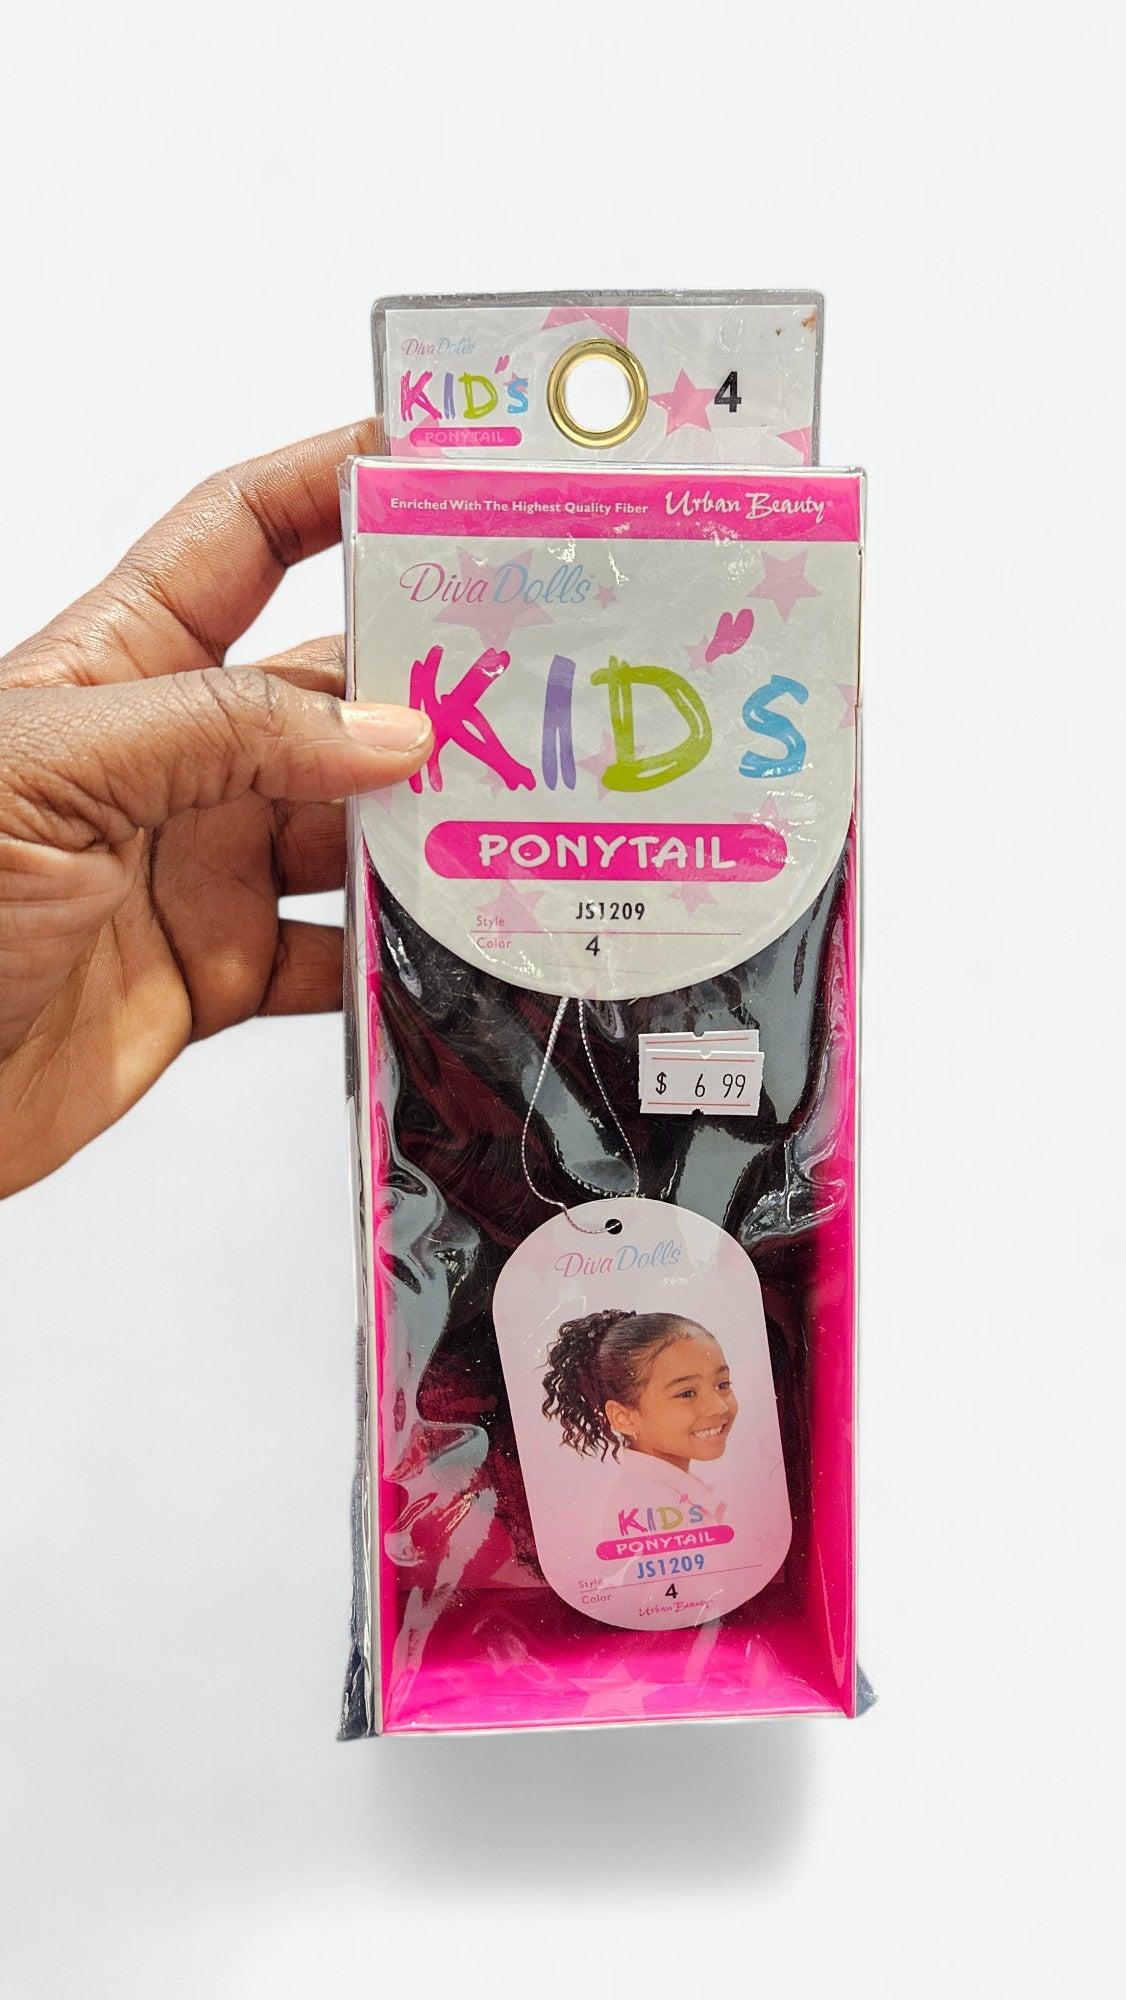 Diva Dolls
KID'S
PONYTAIL
4
Enriched With The Highest Quality Fiber Urban Beauty®
Diva Dolls
KID'S
PONYTAIL
Style JS1209
Color 4
$ 6 99
Diva Dolls
KID'S
PONYTAIL
Style JS1209
Color 4
Urban Beauty